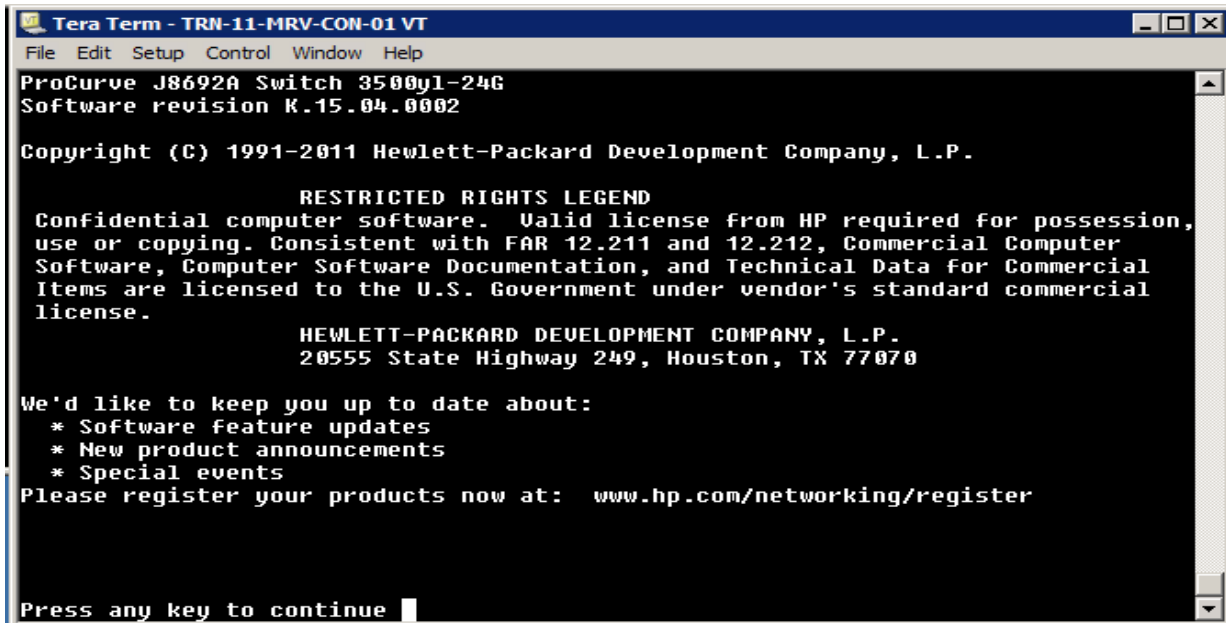 Tera Term - TRN-11-MRV-CON-01 VT
File Edit Setup Control Window Help
ProCurve J8692A Switch 3500yl-24G
Software revision K.15.04.0002
Copyright (C) 1991-2011 Hewlett-Packard Development Company, L.P.
RESTRICTED RIGHTS LEGEND
Confidential computer software. Valid license from HP required for possession,
use or copying. Consistent with FAR 12.211 and 12.212, Commercial Computer
Software, Computer Software Documentation, and Technical Data for Commercial
Items are licensed to the U.S. Government under vendor's standard commercial
license.
HEWLETT-PACKARD DEVELOPMENT COMPANY, L.P.
20555 State Highway 249, Houston, TX 77070
We'd like to keep you up to date about:
* Software feature updates
* New product announcements
* Special events
Please register your products now at: www.hp.com/networking/register
Press any key to continue